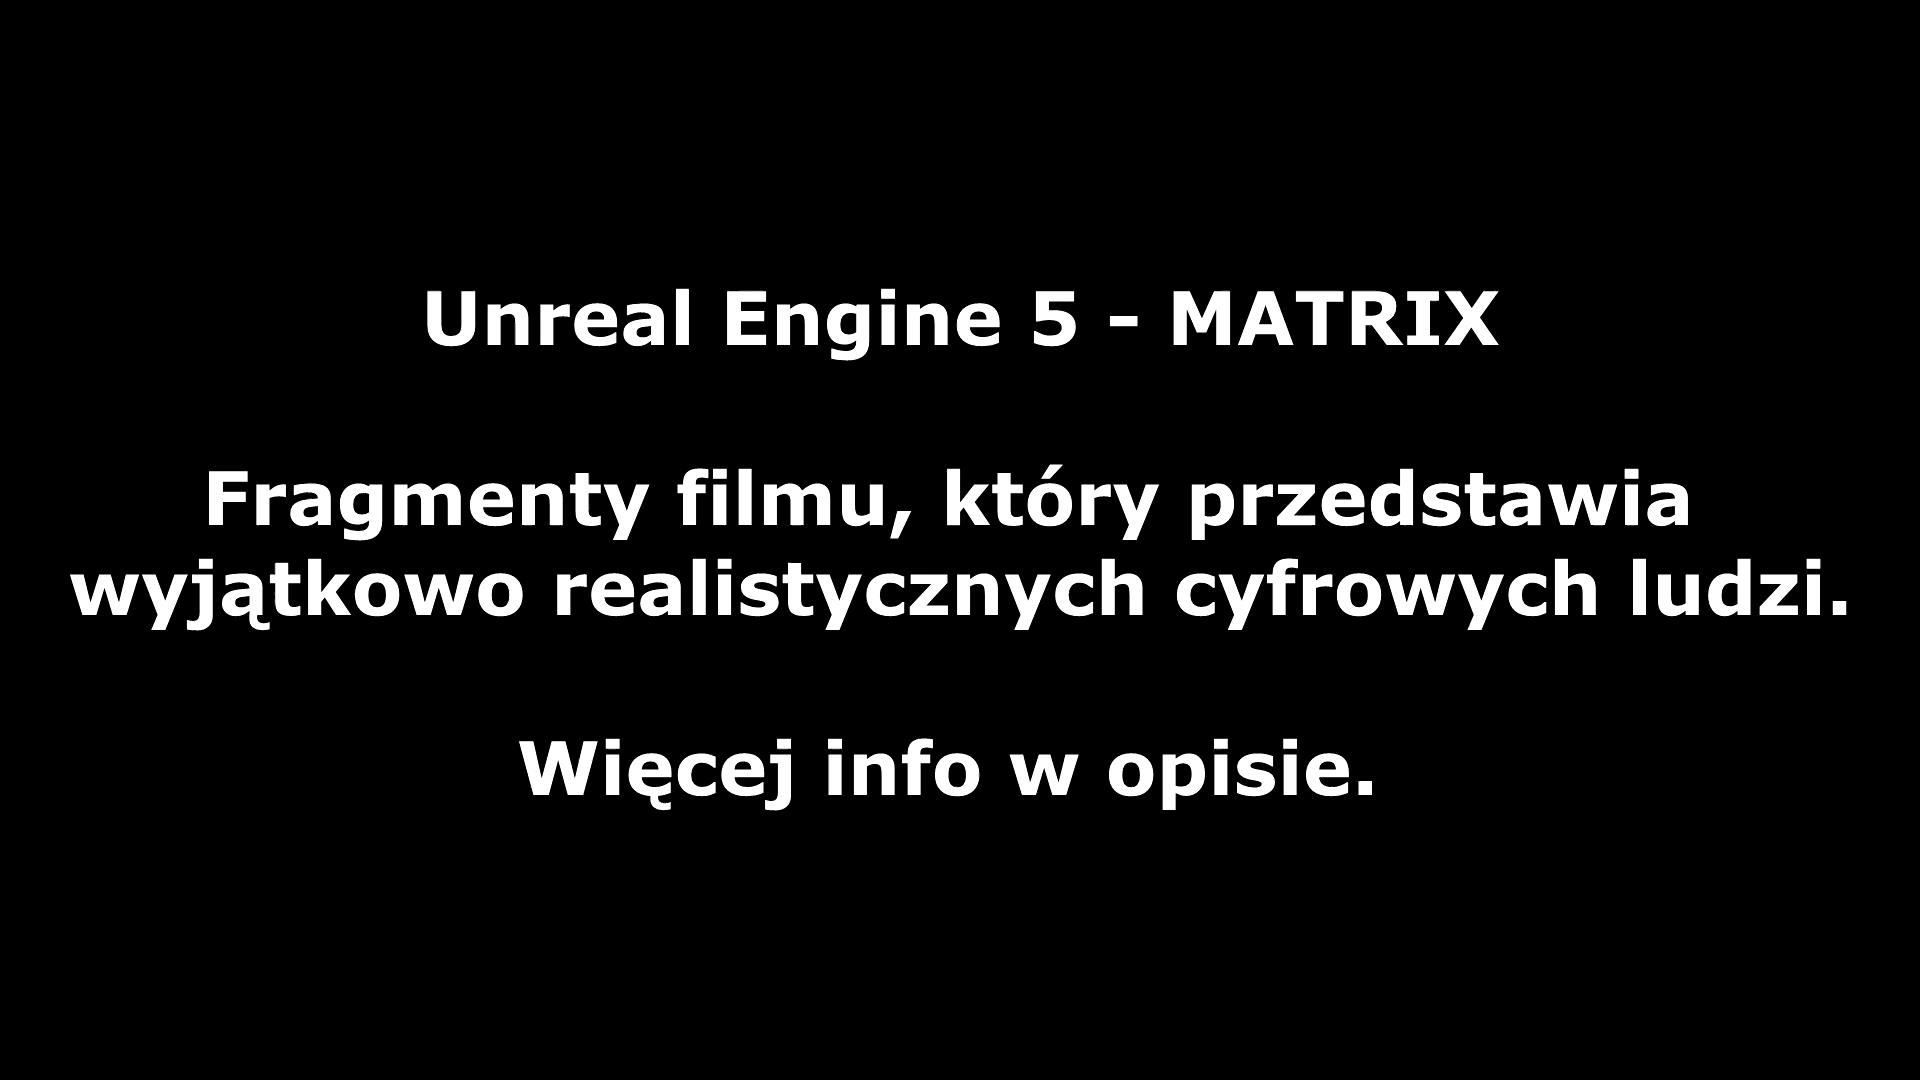 Unreal Engine 5 - MATRIX
Fragmenty filmu, który przedstawia
wyjątkowo realistycznych cyfrowych ludzi.
Więcej info w opisie.